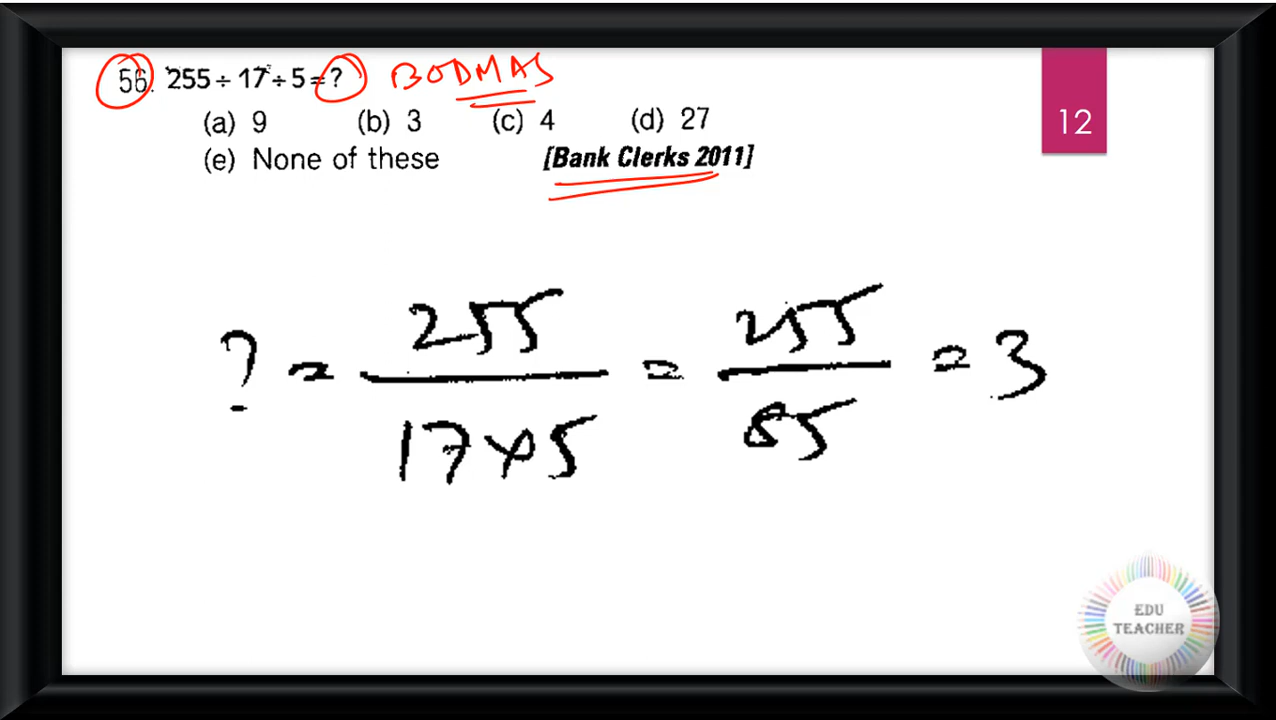 56. 255 ÷ 17 ÷ 5 = ? BODMAS
(a) 9 (b) 3 (c) 4 (d) 27
(e) None of these [Bank Clerks 2011]
12
? = 255 / 17×5 = 255 / 85 = 3
EDU
TEACHER